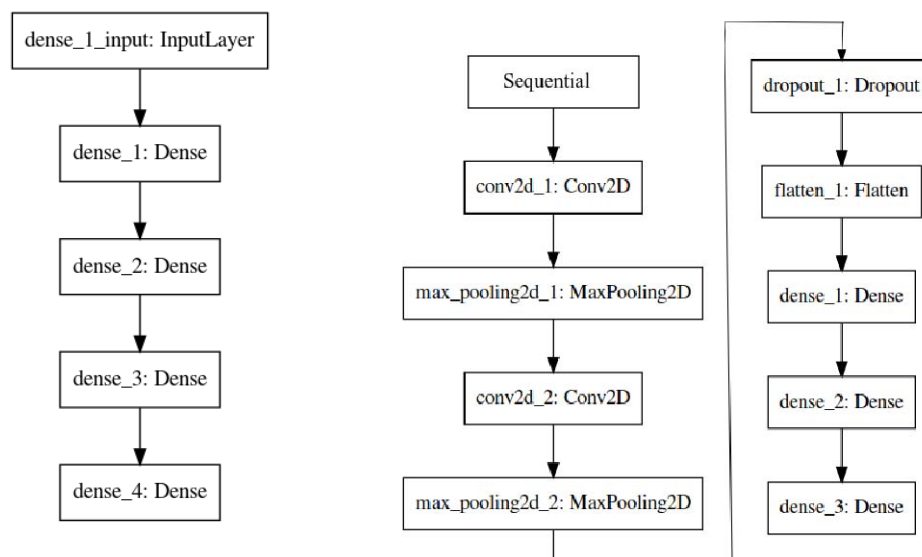 dense_1_input: InputLayer
dense_1: Dense
dense_2: Dense
dense_3: Dense
dense_4: Dense
Sequential
conv2d_1: Conv2D
max_pooling2d_1: MaxPooling2D
conv2d_2: Conv2D
max_pooling2d_2: MaxPooling2D
dropout_1: Dropout
flatten_1: Flatten
dense_1: Dense
dense_2: Dense
dense_3: Dense